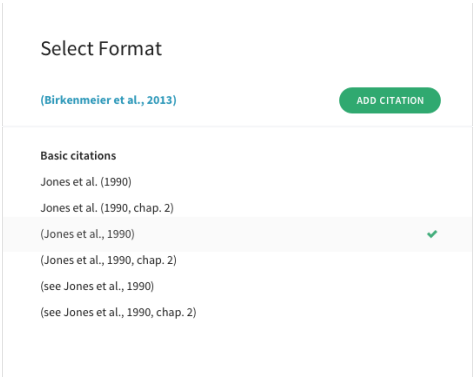 Select Format
(Birkenmeier et al., 2013)
ADD CITATION
Basic citations
Jones et al. (1990)
Jones et al. (1990, chap. 2)
(Jones et al., 1990)
(Jones et al., 1990, chap. 2)
(see Jones et al., 1990)
(see Jones et al., 1990, chap. 2)